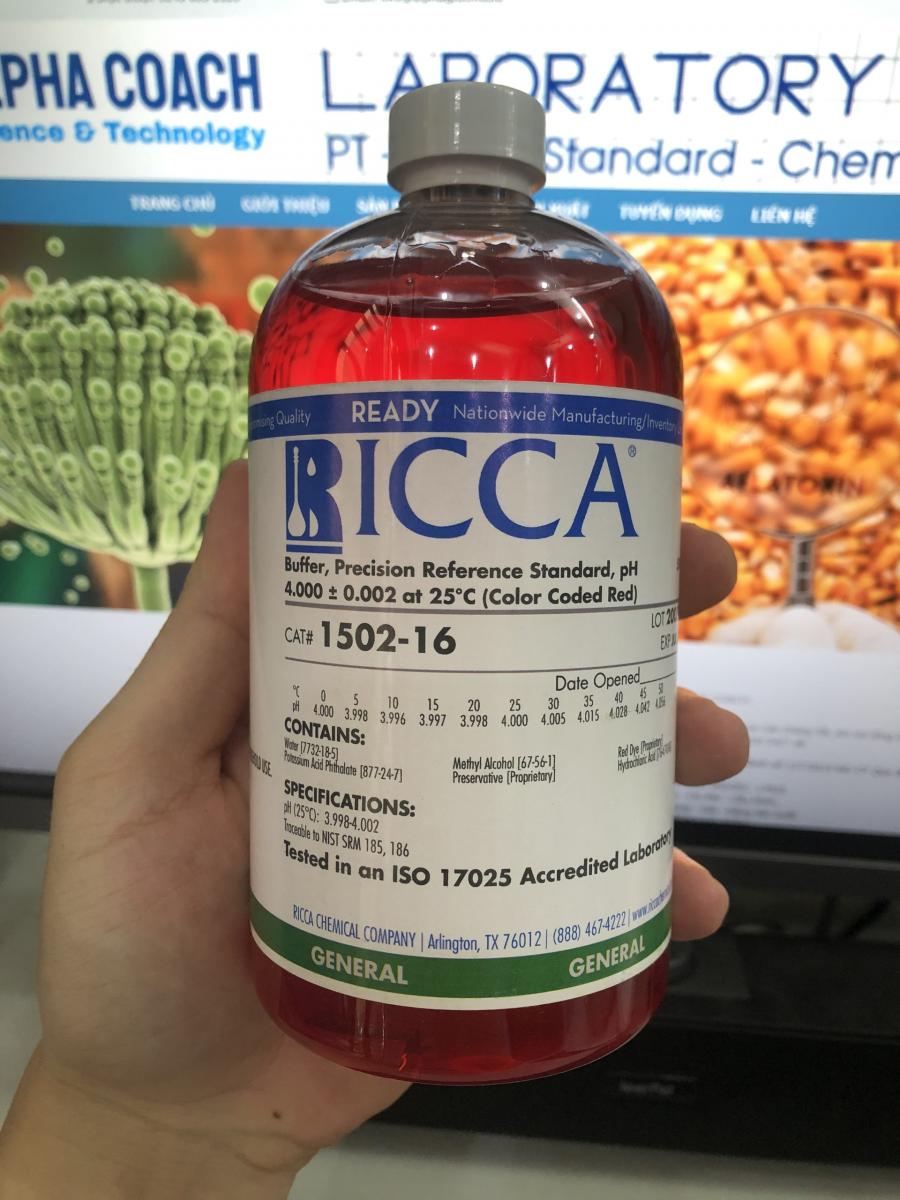 PHA COACH
ence & Technology
LABORATORY
PT - Standard - Chem
TRANG CHỦ GIỚI THIỆU TUYỂN DỤNG LIÊN HỆ
Quality READY Nationwide Manufacturing/Inventory
RICCA®
Buffer, Precision Reference Standard, pH
4.000 ± 0.002 at 25°C (Color Coded Red)
LOT
CAT# 1502-16
EXP
Date Opened
°C 0 5 10 15 20 25 30 35 40 45 50
pH 4.000 3.998 3.996 3.997 3.998 4.000 4.005 4.015 4.028 4.042 4.056
CONTAINS:
Water [7732-18-5]
Potassium Acid Phthalate [877-24-7]
Methyl Alcohol [67-56-1]
Preservative [Proprietary]
Red Dye [Proprietary]
Hydrochloric Acid
USE.
SPECIFICATIONS:
pH (25°C): 3.998-4.002
Traceable to NIST SRM 185, 186
Tested in an ISO 17025 Accredited Laboratory
RICCA CHEMICAL COMPANY | Arlington, TX 76012 | (888) 467-4222 |
GENERAL GENERAL